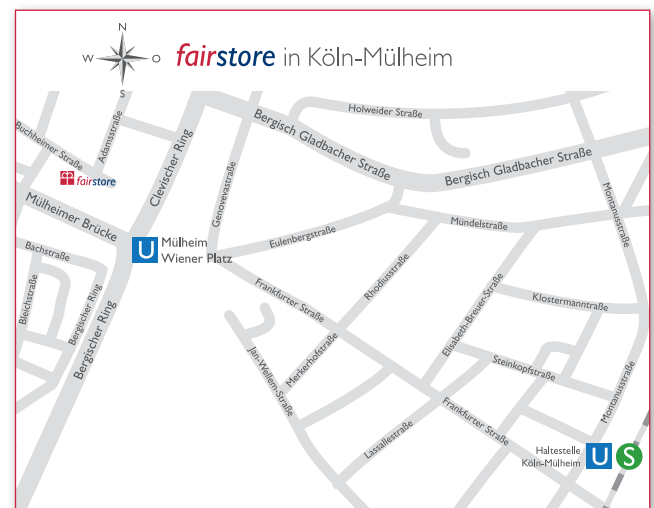 N
W O
S
fairstore in Köln-Mülheim
Holweider Straße
Bergisch Gladbacher Straße
Bergisch Gladbacher Straße
Buchheimer Straße
Adamsstraße
Clevischer Ring
Genovevastraße
Montanusstraße
fairstore
Mülheimer Brücke
Mündelstraße
Eulenbergstraße
U Mülheim
Wiener Platz
Bachstraße
Bleichstraße
Bergischer Ring
Bergischer Ring
Frankfurter Straße
Rhodiusstraße
Elisabeth-Breuer-Straße
Klostermannstraße
Jan-Wellem-Straße
Merkerhofstraße
Steinkopfstraße
Montanusstraße
Lassallestraße
Frankfurter Straße
Haltestelle
Köln-Mülheim U S